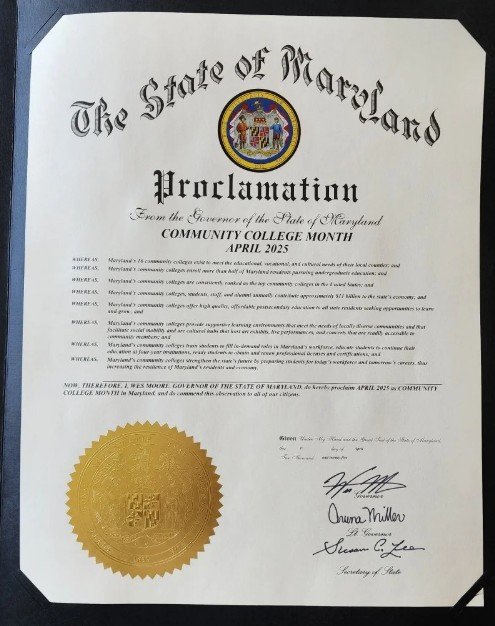 The State of Maryland
Proclamation
From the Governor of the State of Maryland
COMMUNITY COLLEGE MONTH
APRIL 2025
WHEREAS, Maryland's 16 community colleges exist to meet the educational, vocational, and cultural needs of their local counties; and
WHEREAS, Maryland's community colleges enroll more than half of Maryland residents pursuing undergraduate education; and
WHEREAS, Maryland's community colleges are consistently ranked as the top community colleges in the United States; and
WHEREAS, Maryland's community colleges, students, staff, and alumni annually contribute approximately billion to the state's economy; and
WHEREAS, Maryland's community colleges offer high quality, affordable postsecondary education to all state residents seeking opportunities to learn
and grow; and
WHEREAS, Maryland's community colleges provide supportive learning environments that meet the needs of locally diverse communities and that
facilitate social mobility and are cultural hubs that host art exhibits, live performances, and concerts that are readily accessible to
community members; and
WHEREAS, Maryland's community colleges train students to fill in-demand roles in Maryland's workforce, educate students to continue their
education at four-year institutions, ready students to obtain and retain professional licenses and certifications, and
WHEREAS, Maryland's community colleges strengthen the state's future by preparing students for today's workforce and tomorrow's careers, thus
increasing the resilience of Maryland's residents and economy.
NOW, THEREFORE, I, WES MOORE, GOVERNOR OF THE STATE OF MARYLAND, do hereby proclaim APRIL 2025 as COMMUNITY
COLLEGE MONTH in Maryland, and do commend this observation to all of our citizens.
Given Under My Hand and the Great Seal of the State of Maryland,
day of
Two Thousand
Governor
Aruna Miller
Lt. Governor
Susan C. Lee
Secretary of State